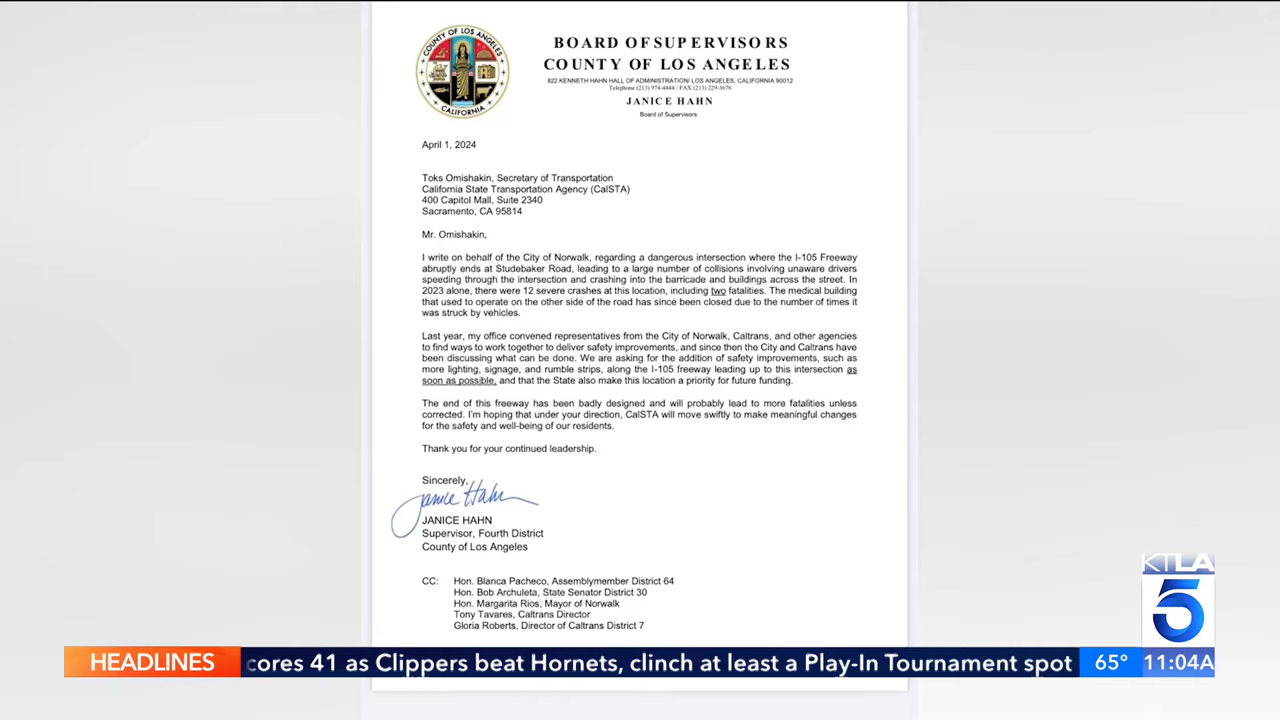 COUNTY OF LOS ANGELES
CALIFORNIA
BOARD OF SUPERVISORS
COUNTY OF LOS ANGELES
822 KENNETH HAHN HALL OF ADMINISTRATION/ LOS ANGELES, CALIFORNIA 90012
Telephone (213) 974-4444 / FAX (213) 229-3676
JANICE HAHN
Board of Supervisors
April 1, 2024
Toks Omishakin, Secretary of Transportation
California State Transportation Agency (CalSTA)
400 Capitol Mall, Suite 2340
Sacramento, CA 95814
Mr. Omishakin,
I write on behalf of the City of Norwalk, regarding a dangerous intersection where the I-105 Freeway
abruptly ends at Studebaker Road, leading to a large number of collisions involving unaware drivers
speeding through the intersection and crashing into the barricade and buildings across the street. In
2023 alone, there were 12 severe crashes at this location, including two fatalities. The medical building
that used to operate on the other side of the road has since been closed due to the number of times it
was struck by vehicles.
Last year, my office convened representatives from the City of Norwalk, Caltrans, and other agencies
to find ways to work together to deliver safety improvements, and since then the City and Caltrans have
been discussing what can be done. We are asking for the addition of safety improvements, such as
more lighting, signage, and rumble strips, along the I-105 freeway leading up to this intersection as
soon as possible, and that the State also make this location a priority for future funding.
The end of this freeway has been badly designed and will probably lead to more fatalities unless
corrected. I'm hoping that under your direction, CalSTA will move swiftly to make meaningful changes
for the safety and well-being of our residents.
Thank you for your continued leadership.
Sincerely,
Janice Hahn
JANICE HAHN
Supervisor, Fourth District
County of Los Angeles
CC: Hon. Blanca Pacheco, Assemblymember District 64
Hon. Bob Archuleta, State Senator District 30
Hon. Margarita Rios, Mayor of Norwalk
Tony Tavares, Caltrans Director
Gloria Roberts, Director of Caltrans District 7
KTLA
5
HEADLINES cores 41 as Clippers beat Hornets, clinch at least a Play-In Tournament spot 65° 11:04A